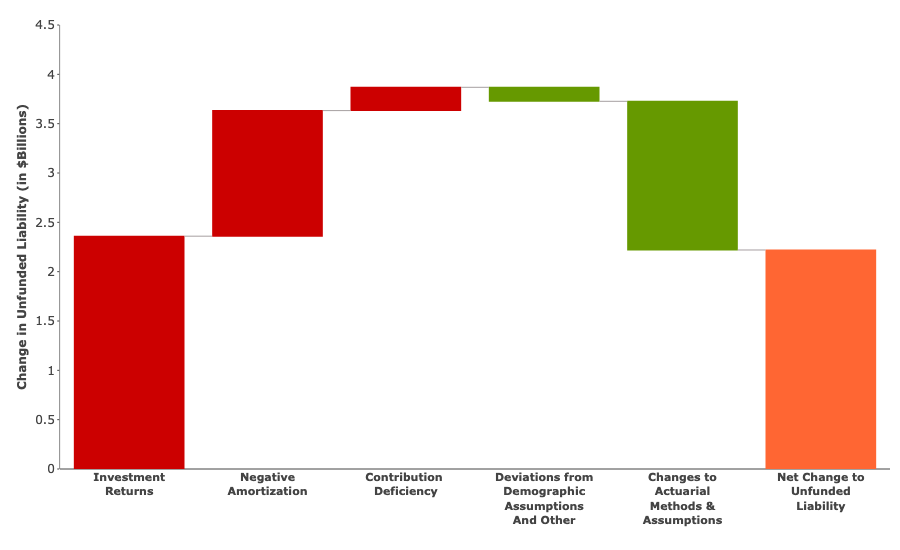 Change in Unfunded Liability (in $Billions)
4.5
4
3.5
3
2.5
2
1.5
1
0.5
0
Investment
Returns
Negative
Amortization
Contribution
Deficiency
Deviations from
Demographic
Assumptions
And Other
Changes to
Actuarial
Methods &
Assumptions
Net Change to
Unfunded
Liability